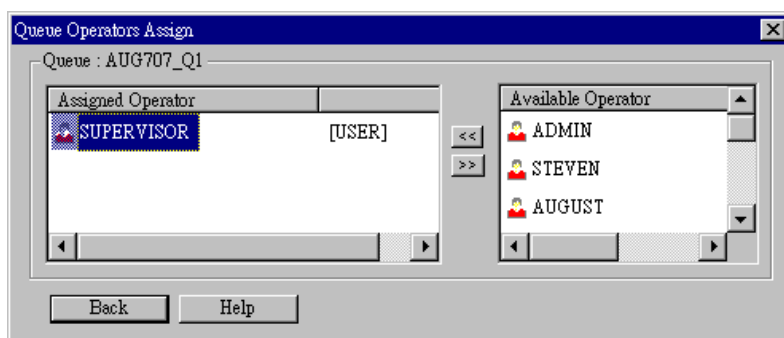 Queue Operators Assign
Queue : AUG707_Q1
Assigned Operator
SUPERVISOR [USER]
<<
>>
Available Operator
ADMIN
STEVEN
AUGUST
Back Help